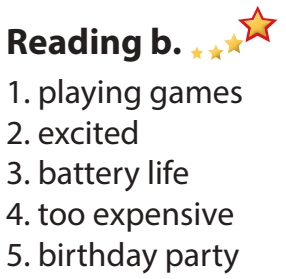 Reading b.
1. playing games
2. excited
3. battery life
4. too expensive
5. birthday party